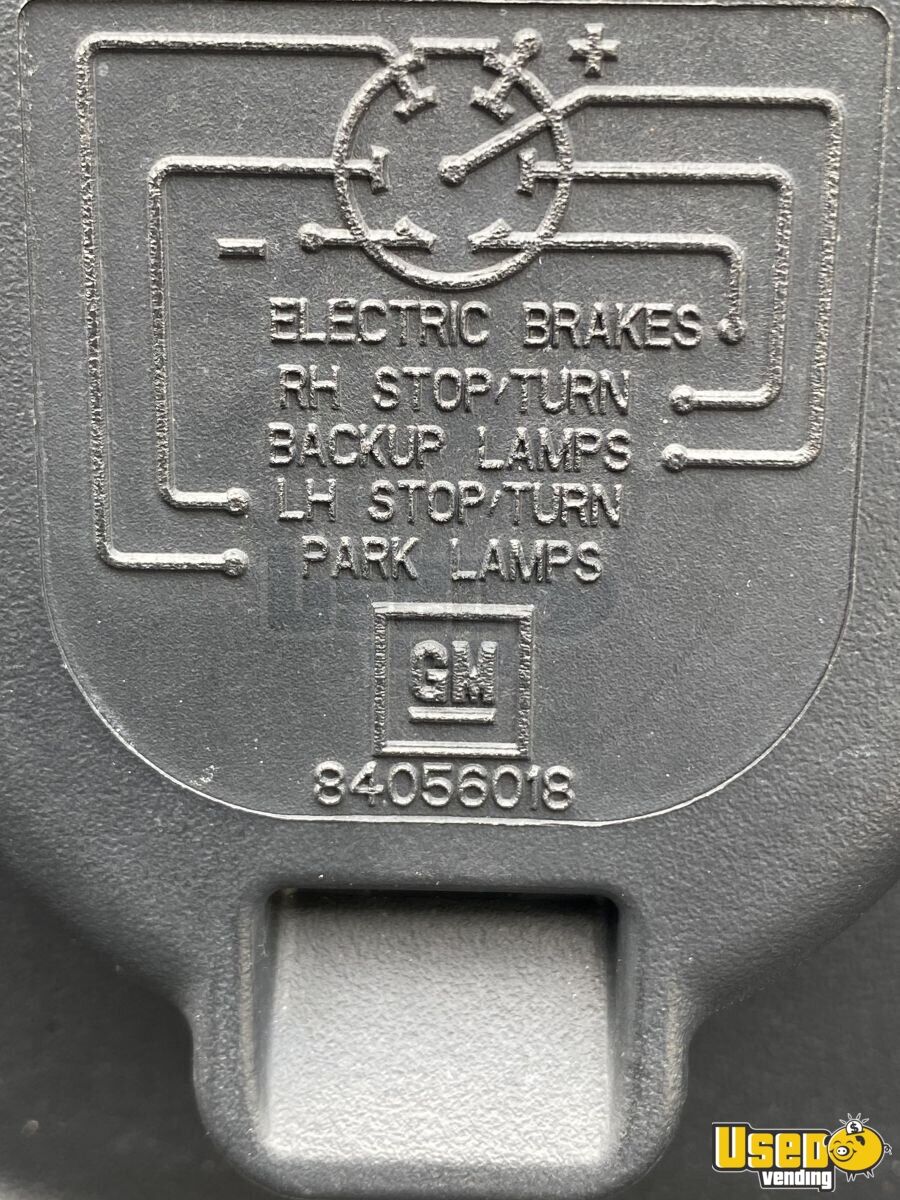 +
-
ELECTRIC BRAKES
RH STOP/TURN
BACKUP LAMPS
LH STOP/TURN
PARK LAMPS
GM
84056018
USED
vending